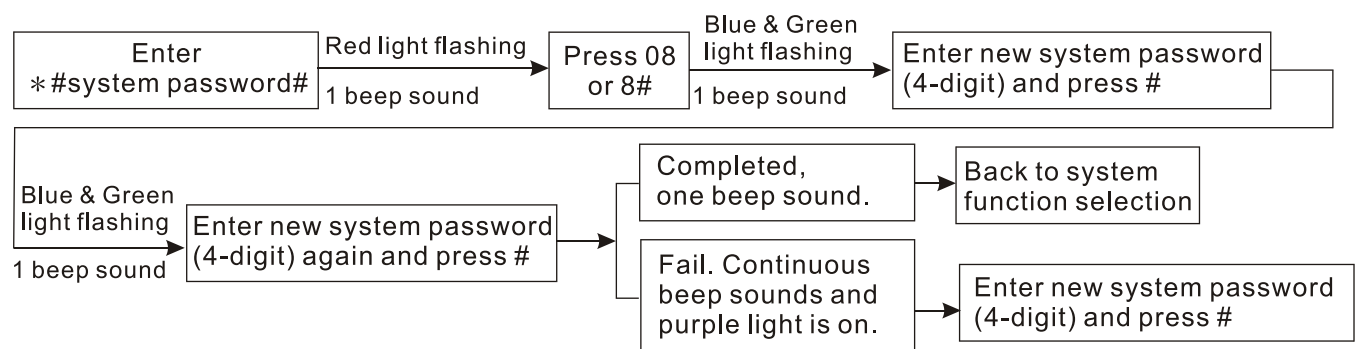 Enter
*#system password#
Red light flashing
1 beep sound
Press 08
or 8#
Blue & Green
light flashing
1 beep sound
Enter new system password
(4-digit) and press #
Blue & Green
light flashing
1 beep sound
Enter new system password
(4-digit) again and press #
Completed,
one beep sound.
Back to system
function selection
Fail. Continuous
beep sounds and
purple light is on.
Enter new system password
(4-digit) and press #